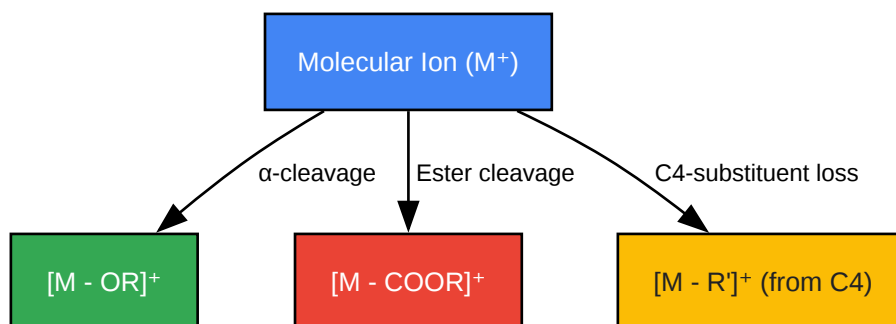 Molecular Ion (M⁺)
α-cleavage
Ester cleavage
C4-substituent loss
[M - OR]⁺
[M - COOR]⁺
[M - R']⁺ (from C4)